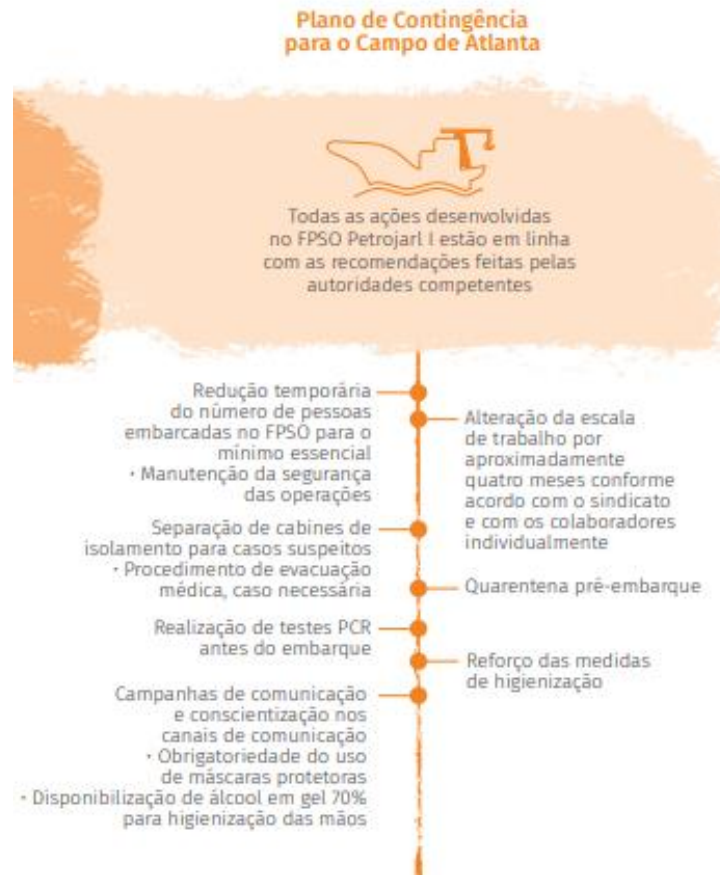 Plano de Contingência
para o Campo de Atlanta
Todas as ações desenvolvidas
no FPSO Petrojarl I estão em linha
com as recomendações feitas pelas
autoridades competentes
Redução temporária
do número de pessoas
embarcadas no FPSO para o
mínimo essencial
· Manutenção da segurança
das operações
Alteração da escala
de trabalho por
aproximadamente
quatro meses conforme
acordo com o sindicato
e com os colaboradores
individualmente
Separação de cabines de
isolamento para casos suspeitos
· Procedimento de evacuação
médica, caso necessária
Quarentena pré-embarque
Realização de testes PCR
antes do embarque
Reforço das medidas
de higienização
Campanhas de comunicação
e conscientização nos
canais de comunicação
· Obrigatoriedade do uso
de máscaras protetoras
· Disponibilização de álcool em gel 70%
para higienização das mãos